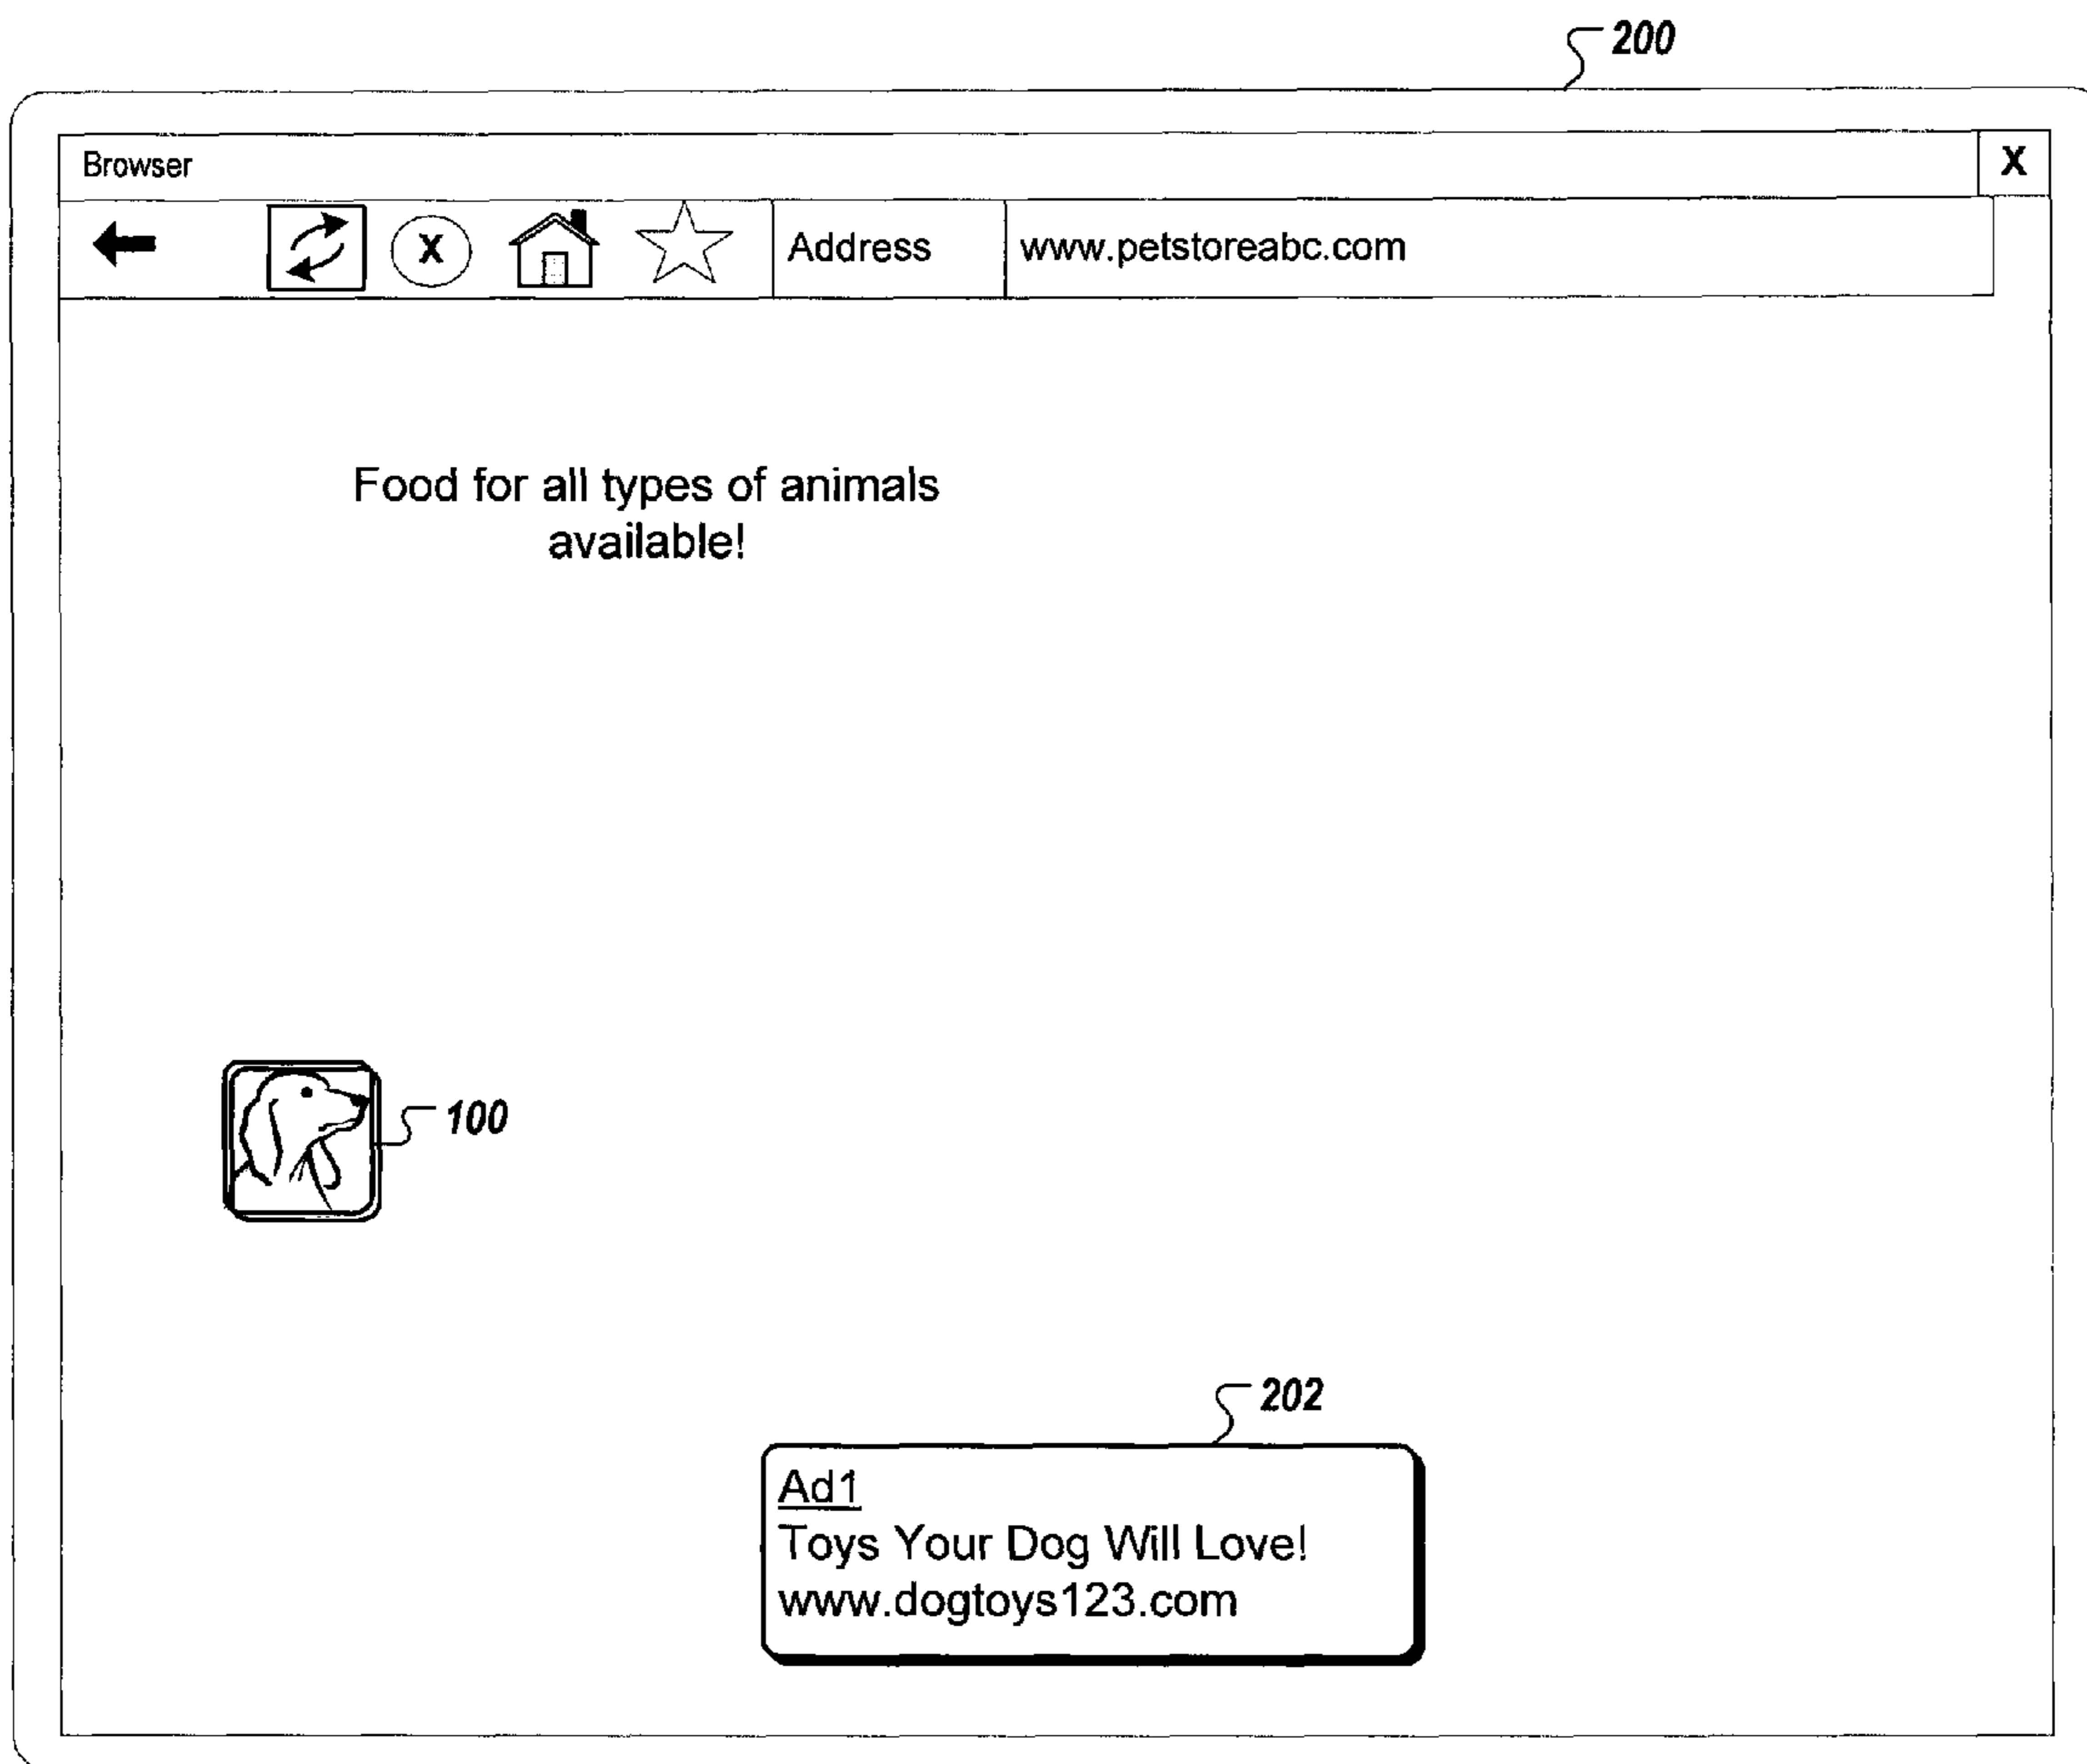 200
Browser X
X Address www.petstoreabc.com
Food for all types of animals
available!
100
202
Ad1
Toys Your Dog Will Love!
www.dogtoys123.com